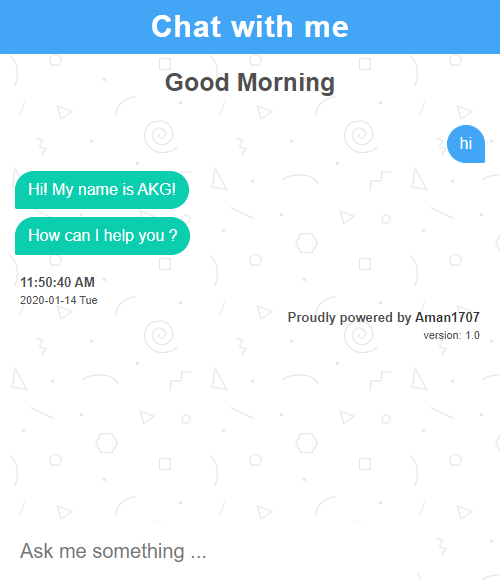 Chat with me
Good Morning
hi
Hi! My name is AKG!
How can I help you ?
11:50:40 AM
2020-01-14 Tue
Proudly powered by Aman1707
version: 1.0
Ask me something ...